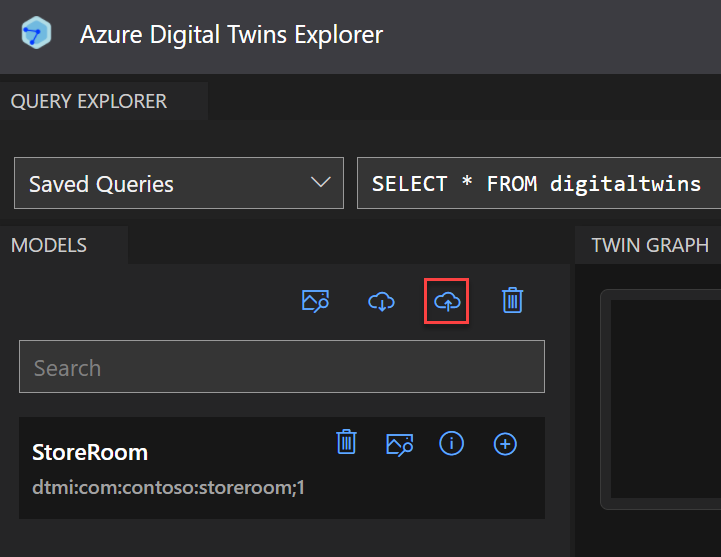 Azure Digital Twins Explorer
QUERY EXPLORER
Saved Queries
SELECT * FROM digitaltwins
MODELS
TWIN GRAPH
Search
StoreRoom
dtmi:com:contoso:storeroom;1